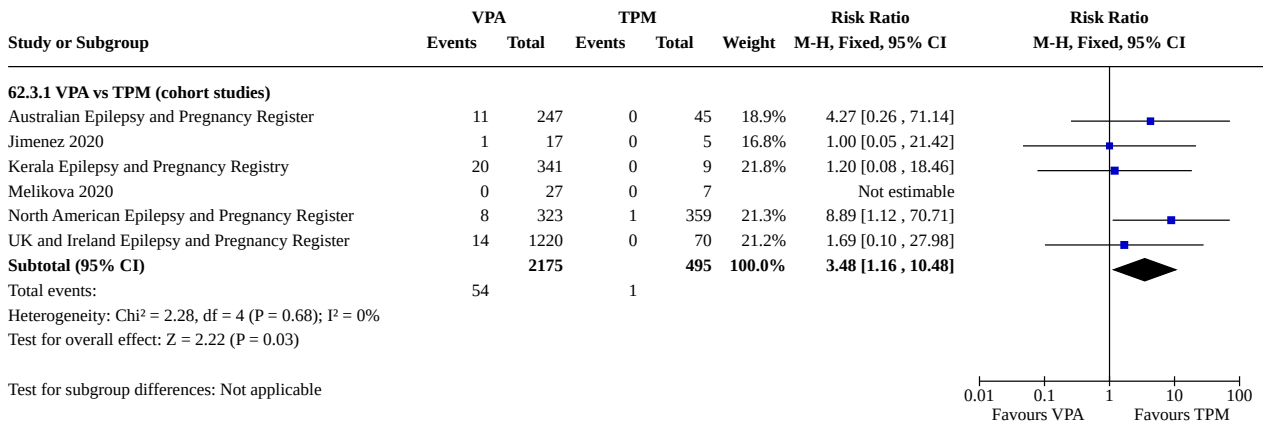 VPA TPM Risk Ratio Risk Ratio
Study or Subgroup Events Total Events Total Weight M-H, Fixed, 95% CI M-H, Fixed, 95% CI
62.3.1 VPA vs TPM (cohort studies)
Australian Epilepsy and Pregnancy Register 11 247 0 45 18.9% 4.27 [0.26 , 71.14]
Jimenez 2020 1 17 0 5 16.8% 1.00 [0.05 , 21.42]
Kerala Epilepsy and Pregnancy Registry 20 341 0 9 21.8% 1.20 [0.08 , 18.46]
Melikova 2020 0 27 0 7 Not estimable
North American Epilepsy and Pregnancy Register 8 323 1 359 21.3% 8.89 [1.12 , 70.71]
UK and Ireland Epilepsy and Pregnancy Register 14 1220 0 70 21.2% 1.69 [0.10 , 27.98]
Subtotal (95% CI) 2175 495 100.0% 3.48 [1.16 , 10.48]
Total events: 54 1
Heterogeneity: Chi² = 2.28, df = 4 (P = 0.68); I² = 0%
Test for overall effect: Z = 2.22 (P = 0.03)
Test for subgroup differences: Not applicable
0.01 0.1 1 10 100
Favours VPA Favours TPM